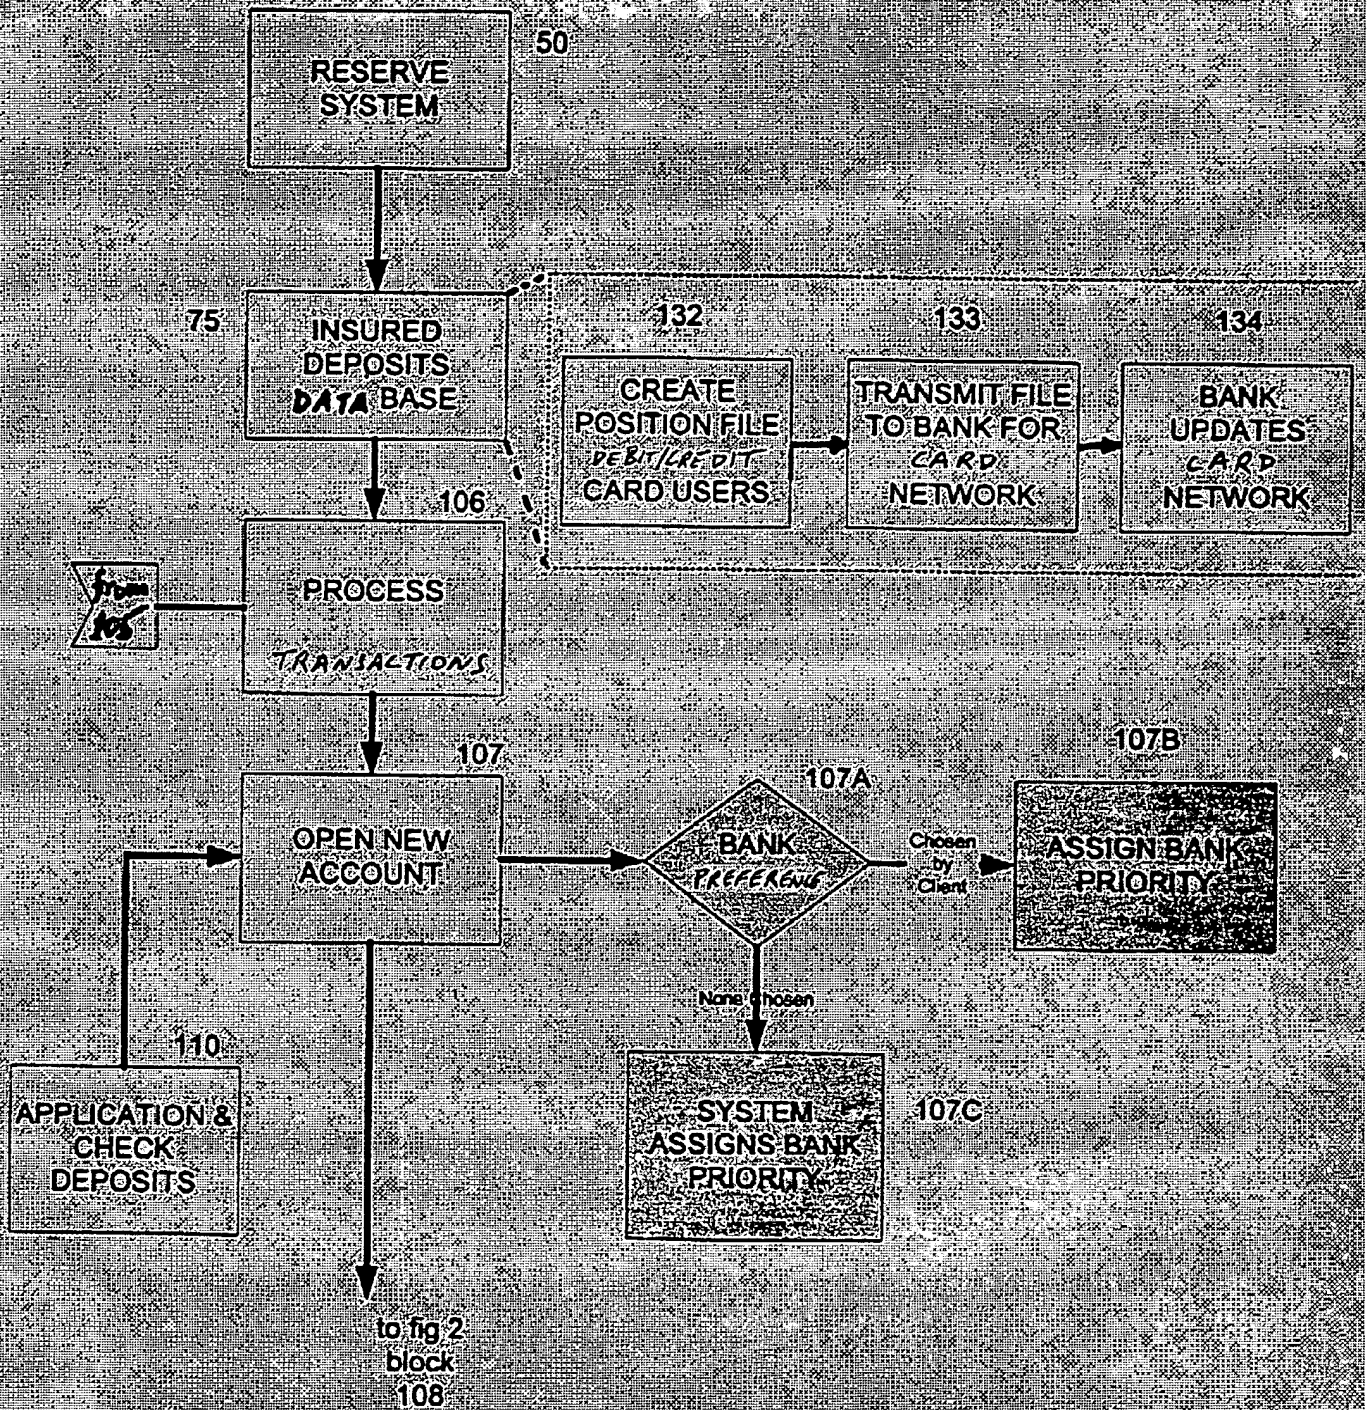 50
RESERVE
SYSTEM
75
INSURED
DEPOSITS
DATA BASE
132
CREATE
POSITION FILE
DEBIT/CREDIT
CARD USERS
133
TRANSMIT FILE
TO BANK FOR
CARD
NETWORK
134
BANK
UPDATES
CARD
NETWORK
106
PROCESS
TRANSACTIONS
from
105
107
OPEN NEW
ACCOUNT
107A
BANK
PREFERENCE
Chosen
by
Client
107B
ASSIGN BANK
PRIORITY
None Chosen
110
APPLICATION &
CHECK
DEPOSITS
SYSTEM
ASSIGNS BANK
PRIORITY
107C
to fig 2
block
108